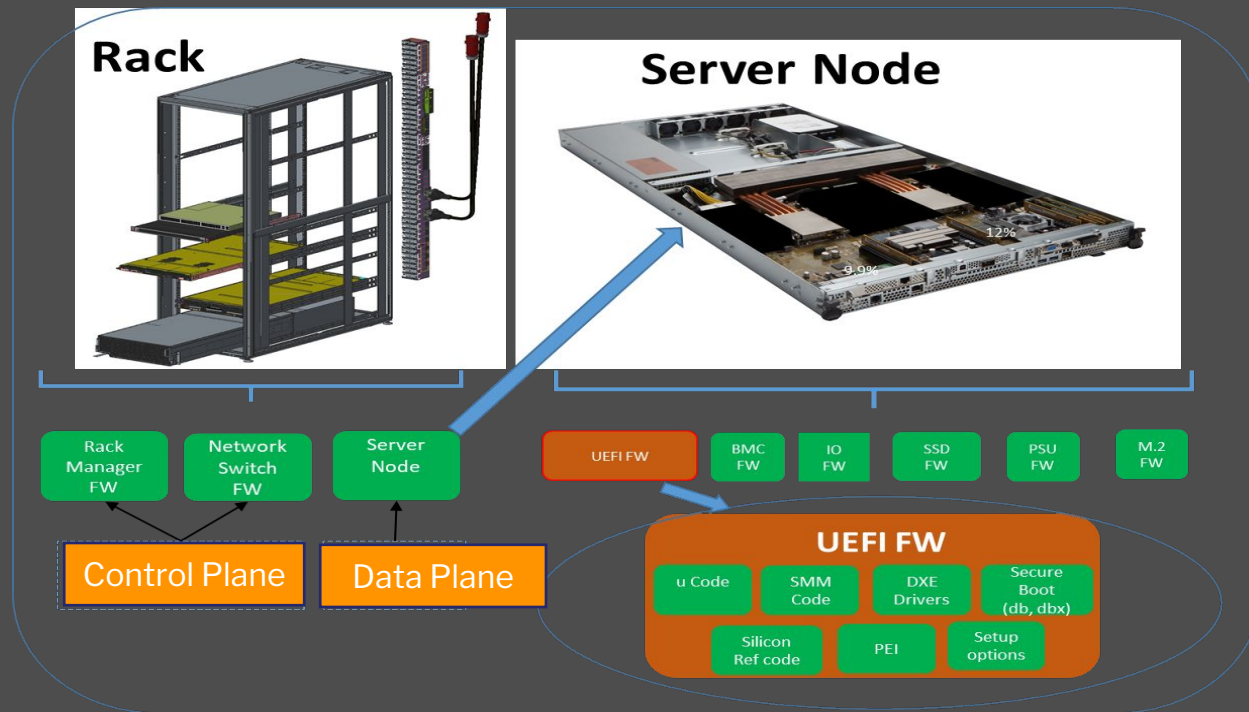 Rack
Server Node
12%
9.9%
Rack
Manager
FW
Network
Switch
FW
Server
Node
UEFI FW
BMC
FW
IO
FW
SSD
FW
PSU
FW
M.2
FW
Control Plane
Data Plane
UEFI FW
u Code
SMM
Code
DXE
Drivers
Secure
Boot
(db, dbx)
Silicon
Ref code
PEI
Setup
options